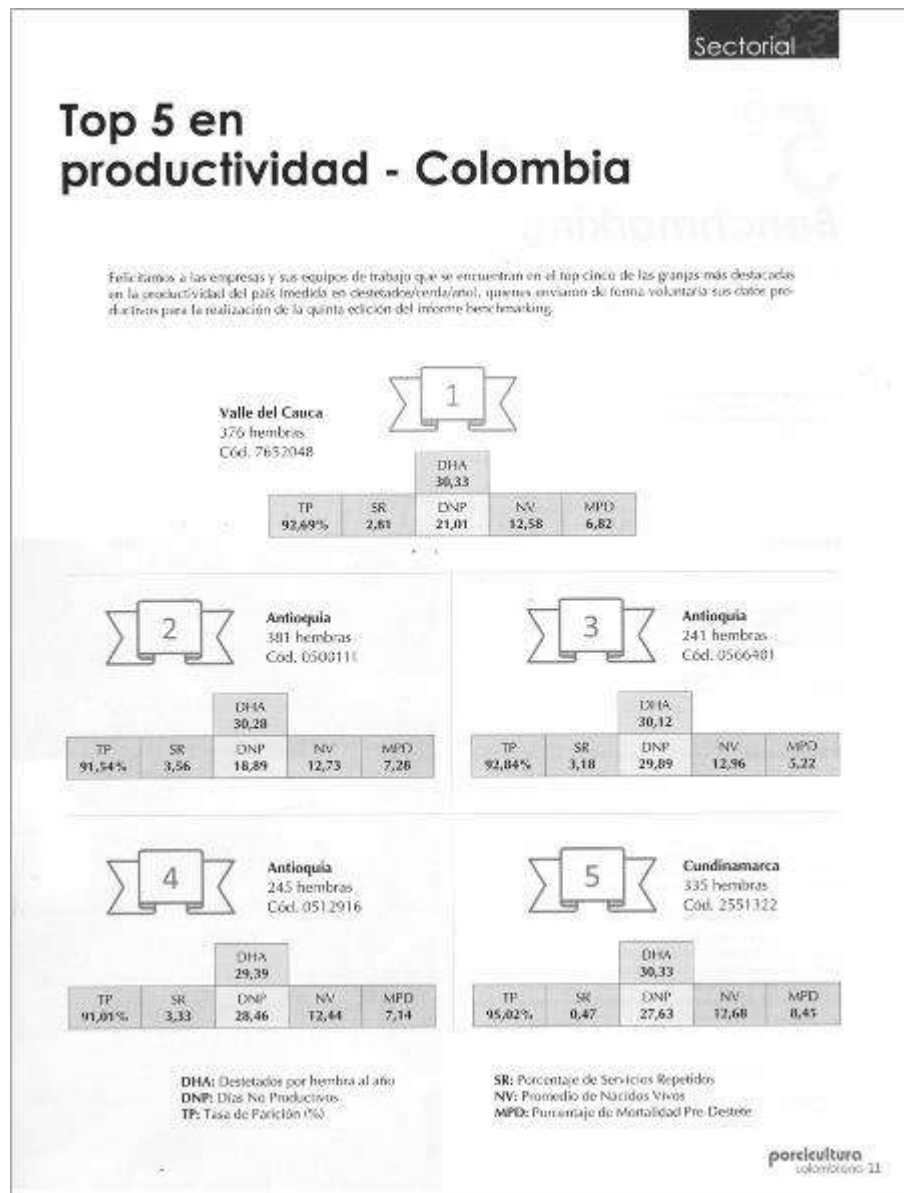 Sectorial
Top 5 en
productividad - Colombia
Felicitamos a las empresas y sus equipos de trabajo que se encuentran en el top cinco de las granjas más destacadas
en la productividad del país (medida en destetados/cerda/año), quienes enviaron de forma voluntaria sus datos pro-
ductivos para la realización de la quinta edición del informe benchmarking.
1
Valle del Cauca
376 hembras
Cód. 7652048
DHA
30,33
TP SR DNP NV MPD
92,69% 2,81 21,01 12,58 6,82
2
Antioquia
381 hembras
Cód. 0500111
DHA
30,28
TP SR DNP NV MPD
91,54% 3,56 18,89 12,73 7,28
3
Antioquia
241 hembras
Cód. 0566481
DHA
30,12
TP SR DNP NV MPD
92,84% 3,18 29,89 12,96 5,22
4
Antioquia
245 hembras
Cód. 0512916
DHA
29,39
TP SR DNP NV MPD
91,01% 3,33 28,46 12,44 7,14
5
Cundinamarca
335 hembras
Cód. 2551322
DHA
30,33
TP SR DNP NV MPD
95,02% 0,47 27,63 12,68 8,45
DHA: Destetados por hembra al año
DNP: Días No Productivos
TP: Tasa de Parición (%)
SR: Porcentaje de Servicios Repetidos
NV: Promedio de Nacidos Vivos
MPD: Porcentaje de Mortalidad Pre-Destete
porcicultura
colombiana 11